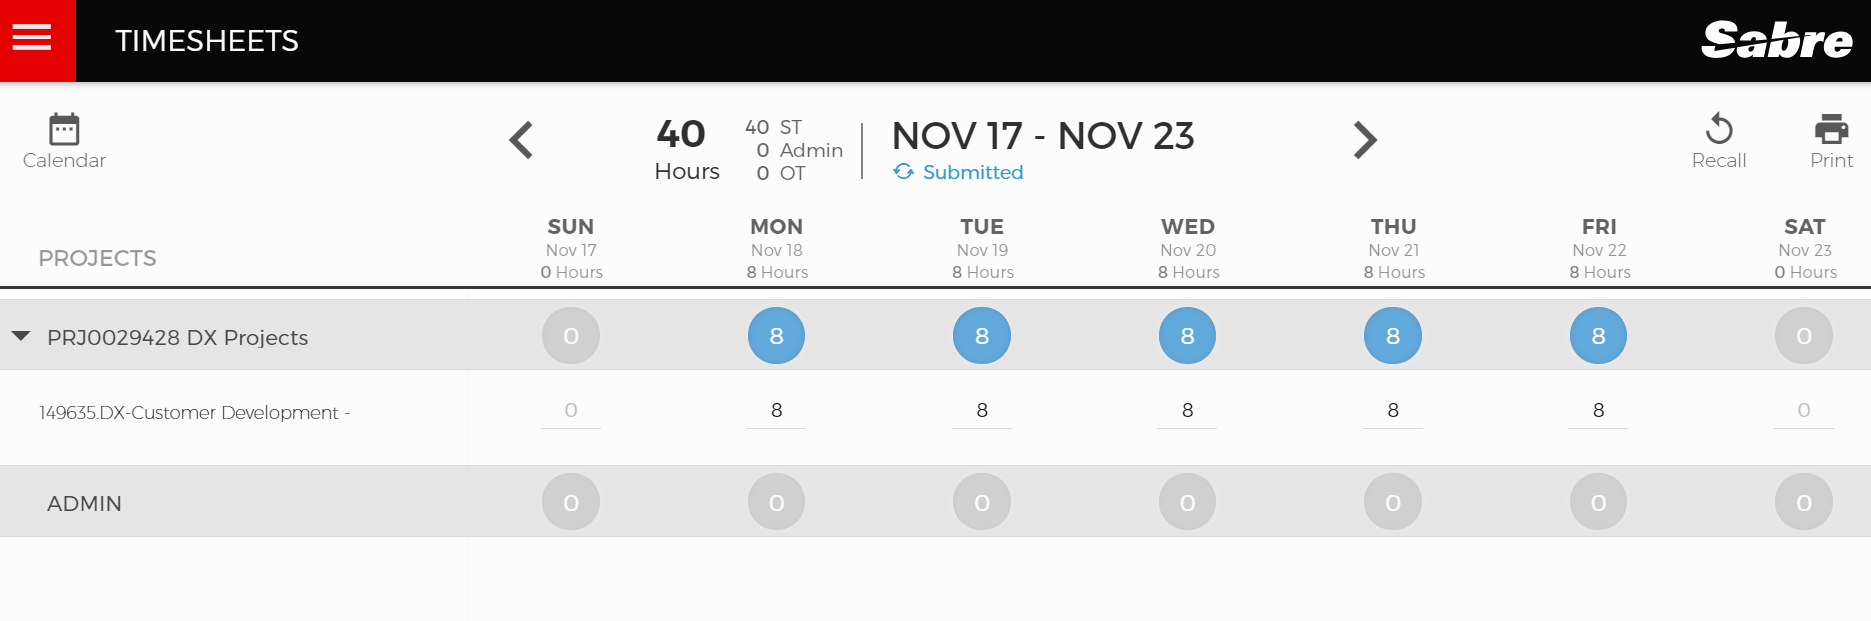 TIMESHEETS
Sabre
Calendar
40
Hours
40 ST
0 Admin
0 OT
NOV 17 - NOV 23
Submitted
Recall
Print
PROJECTS
SUN MON TUE WED THU FRI SAT
Nov 17 Nov 18 Nov 19 Nov 20 Nov 21 Nov 22 Nov 23
0 Hours 8 Hours 8 Hours 8 Hours 8 Hours 8 Hours 0 Hours
PRJ0029428 DX Projects 0 8 8 8 8 8 0
149635.DX-Customer Development - 0 8 8 8 8 8 0
ADMIN 0 0 0 0 0 0 0